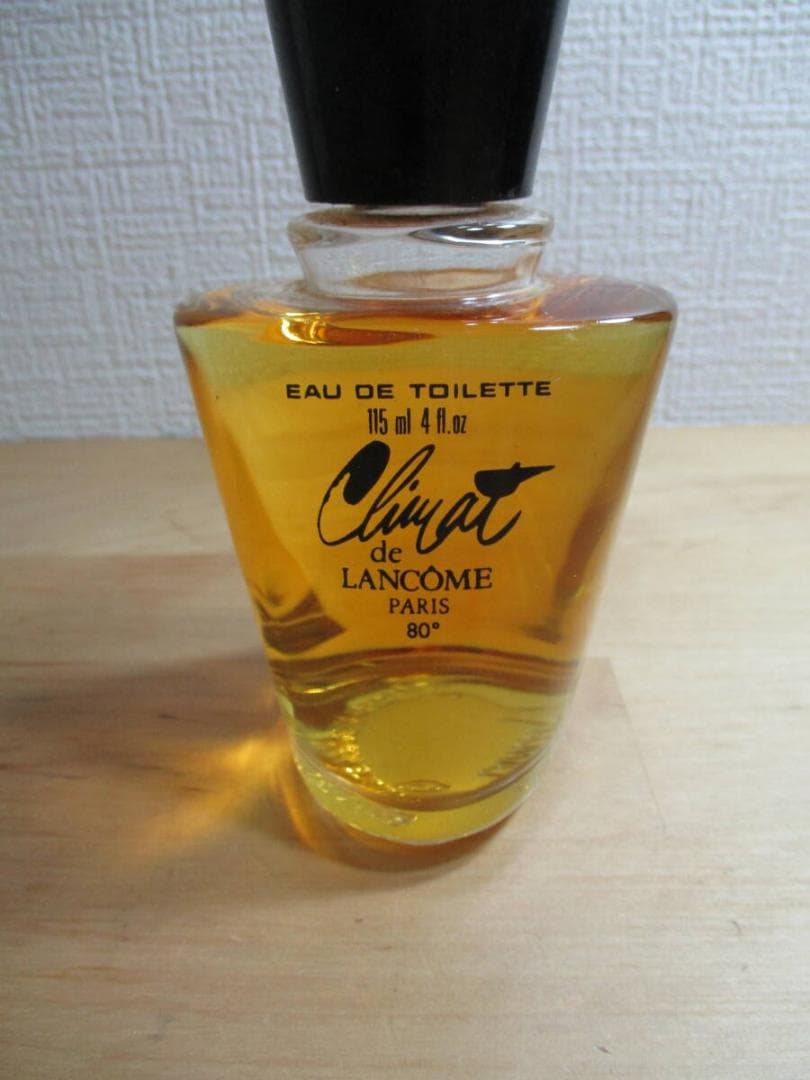 EAU DE TOILETTE
115 ml 4 fl.oz
Climat
de
LANCÔME
PARIS
80°